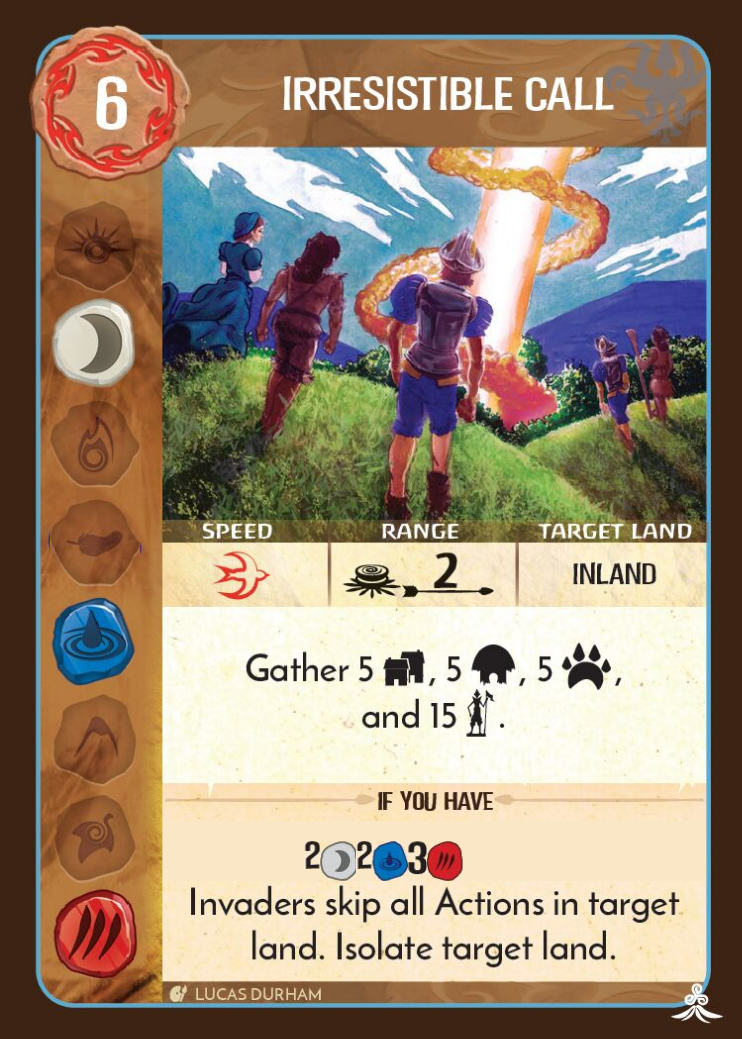 6
IRRESISTIBLE CALL
SPEED RANGE TARGET LAND
2 INLAND
Gather 5 , 5 , 5 ,
and 15 .
IF YOU HAVE
2 2 3
Invaders skip all Actions in target
land. Isolate target land.
LUCAS DURHAM